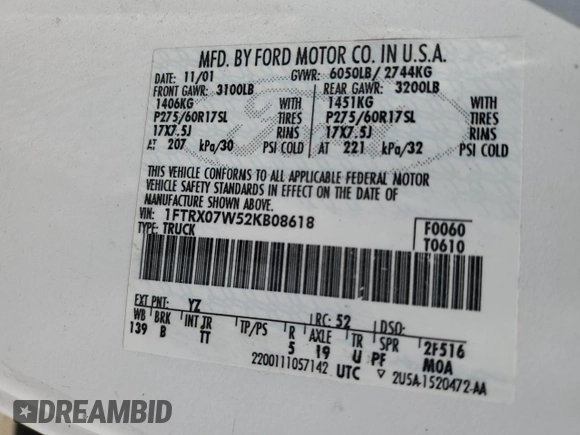 MFD. BY FORD MOTOR CO. IN U.S.A.
DATE: 11/01 GVWR: 6050LB/ 2744KG
FRONT GAWR: 3100LB REAR GAWR: 3200LB
1406KG WITH 1451KG WITH
P275/60R17SL TIRES P275/60R17SL TIRES
17X7.5J RIMS 17X7.5J RIMS
AT 207 kPa/30 PSI COLD AT 221 kPa/32 PSI COLD
THIS VEHICLE CONFORMS TO ALL APPLICABLE FEDERAL MOTOR
VEHICLE SAFETY STANDARDS IN EFFECT ON THE DATE OF
MANUFACTURE SHOWN ABOVE.
VIN: 1FTRX07W52KB08618 F0060
TYPE: TRUCK T0610
EXT PNT: YZ RC: 52 DSO:
WB BRK INT TR TP/PS R AXLE TR SPR 2F516
139 B TT 5 19 U PF M0A
2200111057142 UTC ▽ 2U5A-1520472-AA
DREAMBID